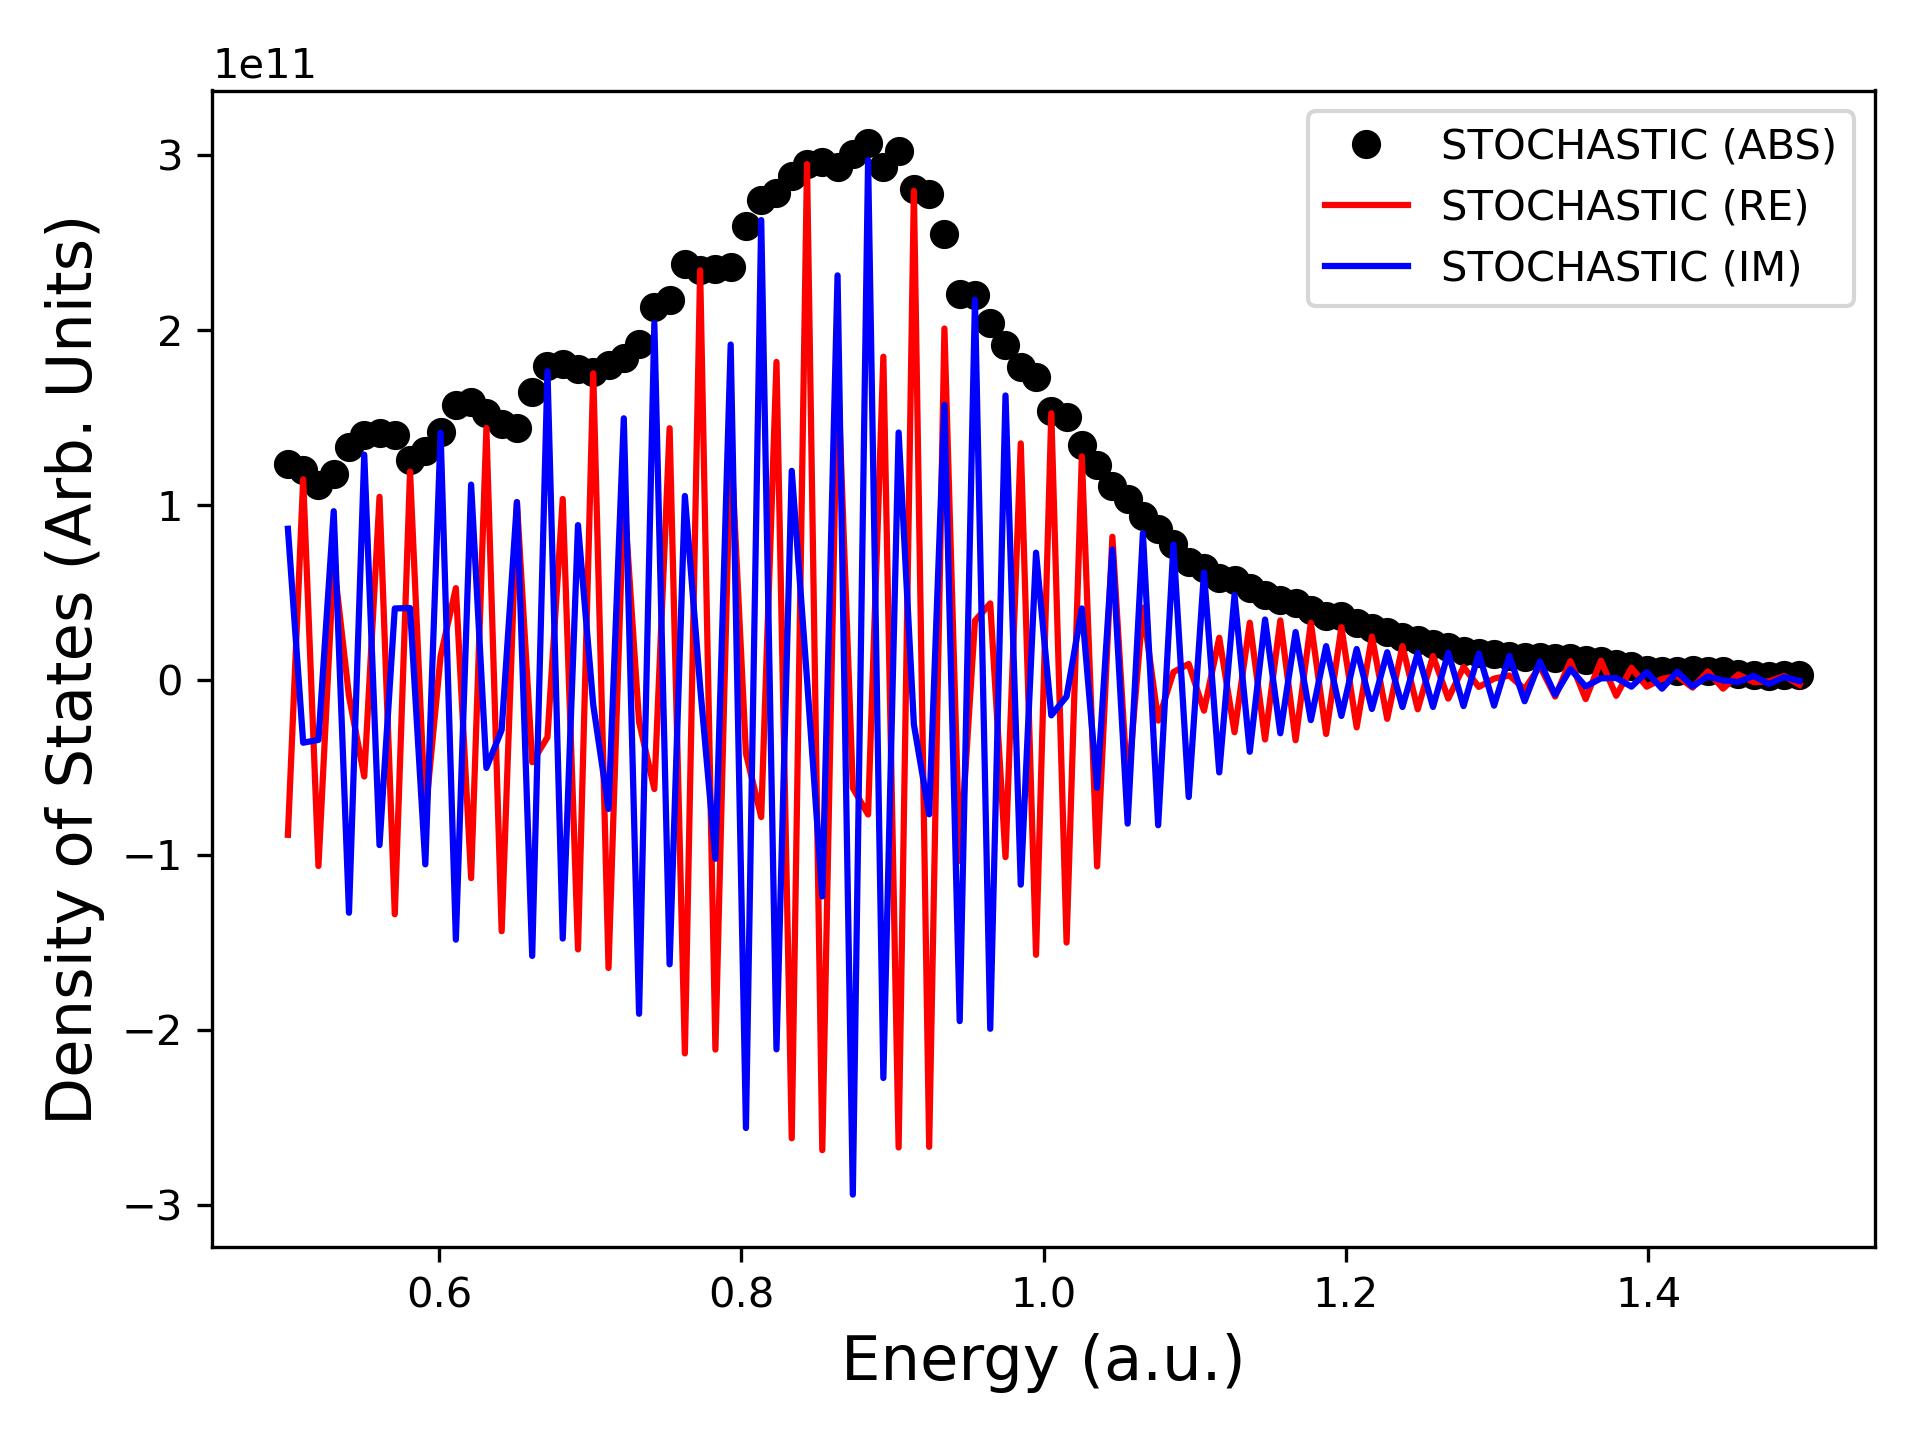 1e11
3
2
1
0
−1
−2
−3
Density of States (Arb. Units)
STOCHASTIC (ABS)
STOCHASTIC (RE)
STOCHASTIC (IM)
0.6 0.8 1.0 1.2 1.4
Energy (a.u.)